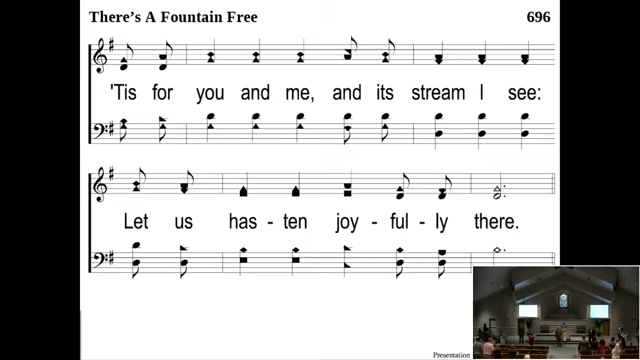 There's A Fountain Free 696
'Tis for you and me, and its stream I see:
Let us has - ten joy - ful - ly there.
Presentation